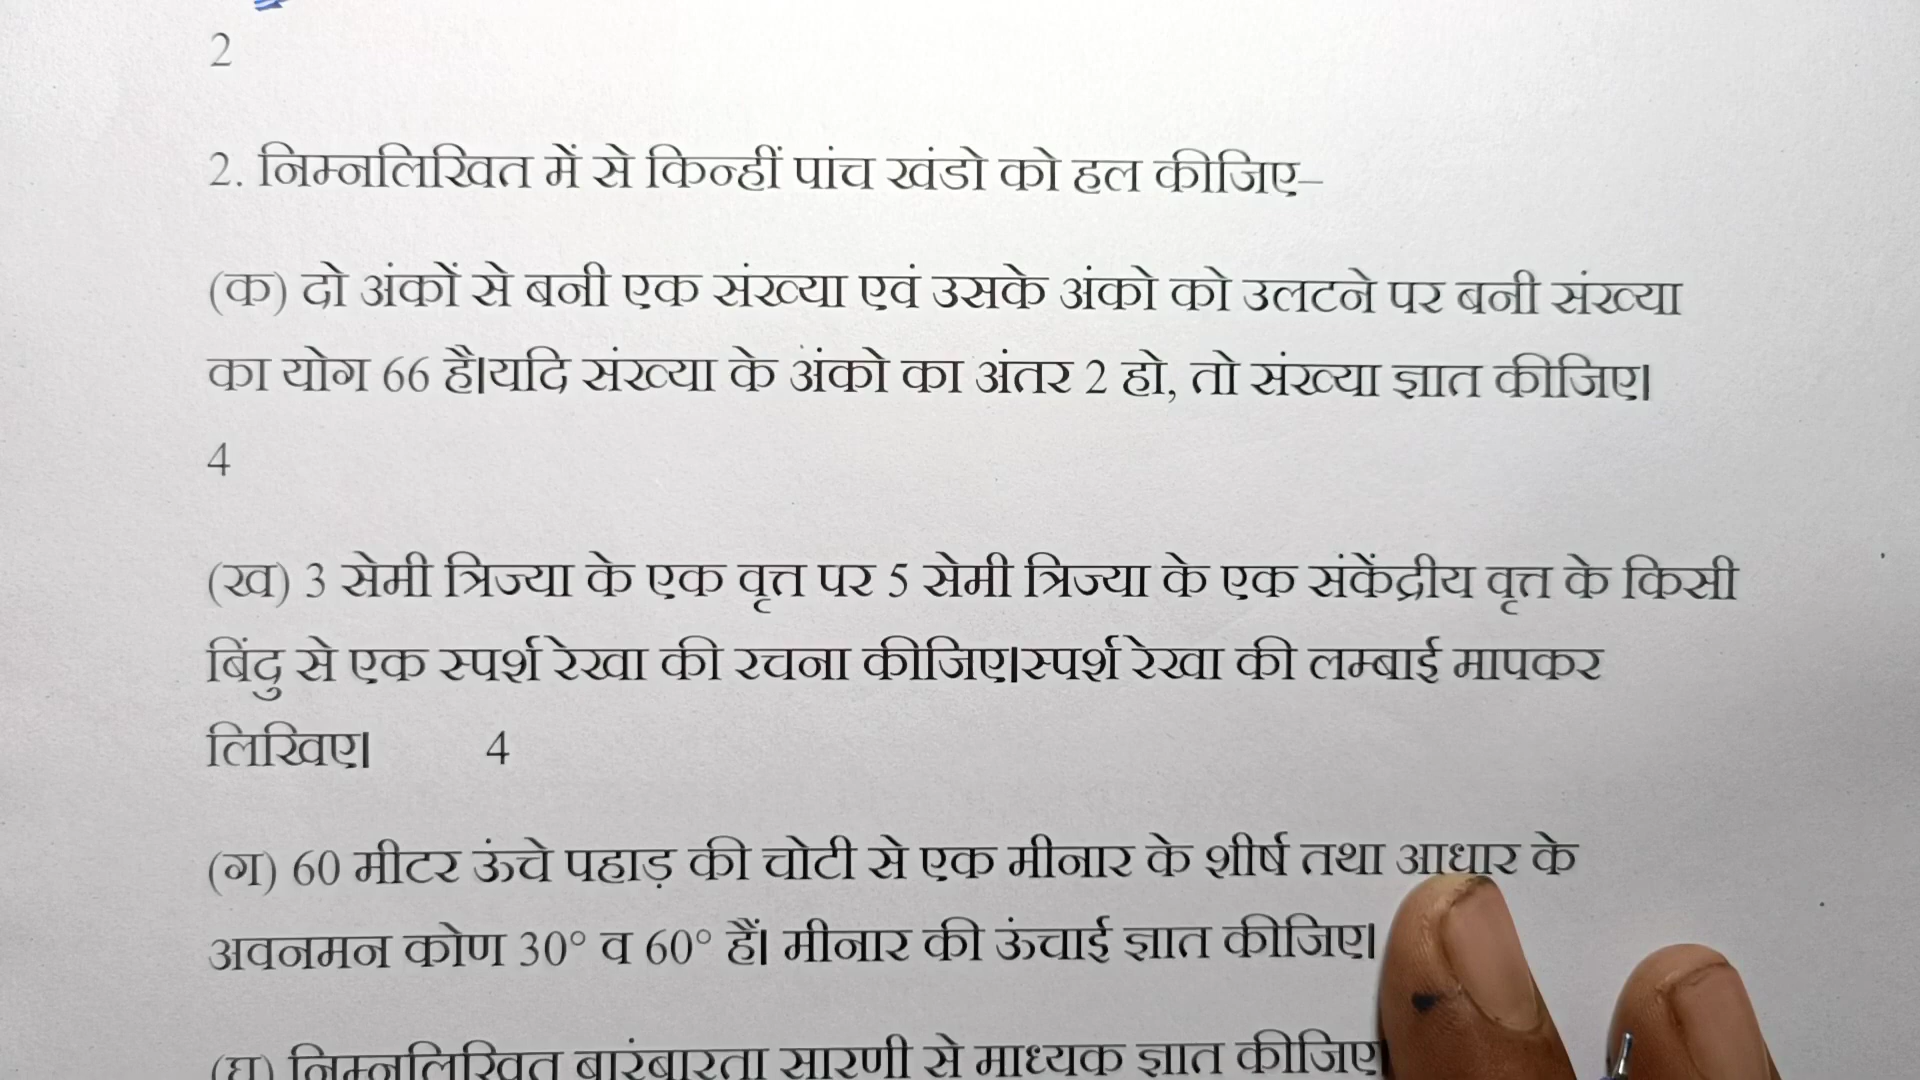 2
2. निम्नलिखित में से किन्हीं पांच खंडो को हल कीजिए–
(क) दो अंकों से बनी एक संख्या एवं उसके अंको को उलटने पर बनी संख्या
का योग 66 है।यदि संख्या के अंको का अंतर 2 हो, तो संख्या ज्ञात कीजिए।
4
(ख) 3 सेमी त्रिज्या के एक वृत्त पर 5 सेमी त्रिज्या के एक संकेंद्रीय वृत्त के किसी
बिंदु से एक स्पर्श रेखा की रचना कीजिए।स्पर्श रेखा की लम्बाई मापकर
लिखिए। 4
(ग) 60 मीटर ऊंचे पहाड़ की चोटी से एक मीनार के शीर्ष तथा आधार के
अवनमन कोण 30° व 60° हैं। मीनार की ऊंचाई ज्ञात कीजिए।
(घ) निम्नलिखित बारंबारता सारणी से माध्यक ज्ञात कीजिए